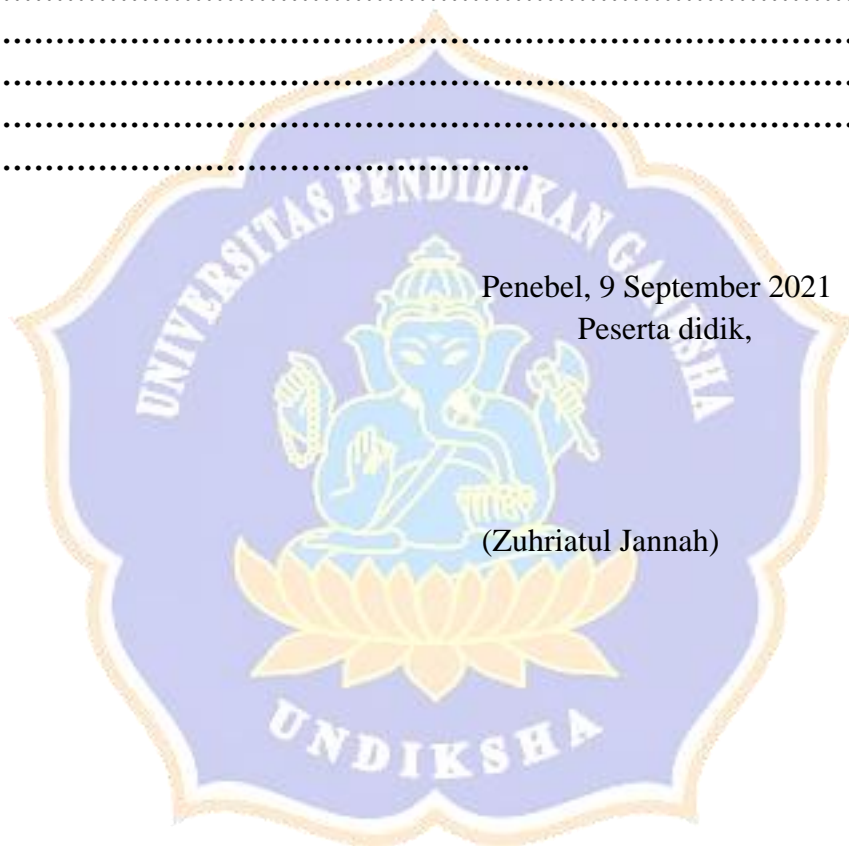 ……………………………………………………………………
……………………………………………………………………
……………………………………………………………………
……………………………………………………………………
…………………………………………..
UNIVERSITAS PENDIDIKAN GANESHA
Penebel, 9 September 2021
Peserta didik,
(Zuhriatul Jannah)
UNDIKSHA